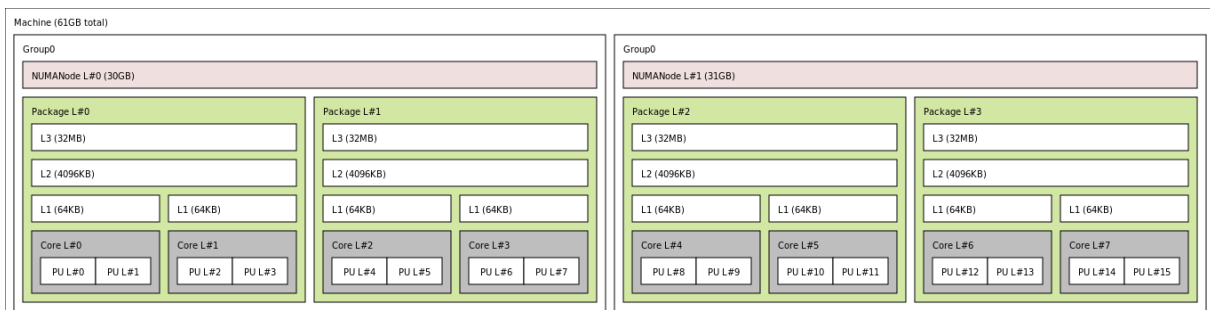 Machine (61GB total)
Group0
NUMANode L#0 (30GB)
Package L#0
L3 (32MB)
L2 (4096KB)
L1 (64KB)
L1 (64KB)
Core L#0
PU L#0
PU L#1
Core L#1
PU L#2
PU L#3
Package L#1
L3 (32MB)
L2 (4096KB)
L1 (64KB)
L1 (64KB)
Core L#2
PU L#4
PU L#5
Core L#3
PU L#6
PU L#7
Group0
NUMANode L#1 (31GB)
Package L#2
L3 (32MB)
L2 (4096KB)
L1 (64KB)
L1 (64KB)
Core L#4
PU L#8
PU L#9
Core L#5
PU L#10
PU L#11
Package L#3
L3 (32MB)
L2 (4096KB)
L1 (64KB)
L1 (64KB)
Core L#6
PU L#12
PU L#13
Core L#7
PU L#14
PU L#15